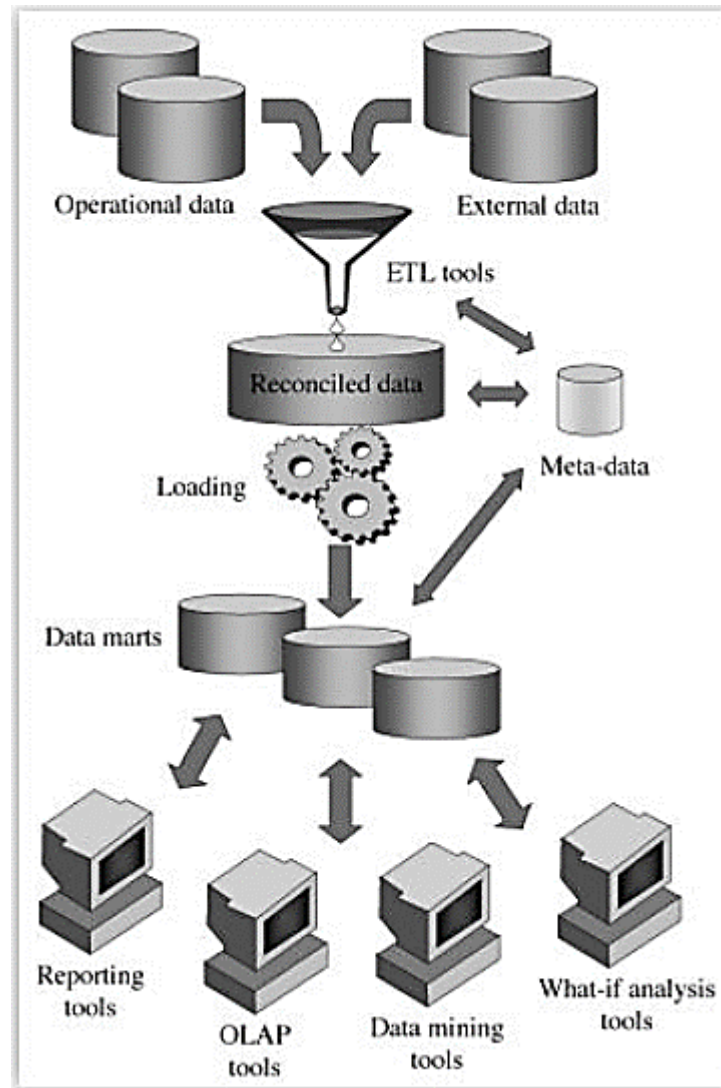 Operational data
External data
ETL tools
Reconciled data
Meta-data
Loading
Data marts
Reporting
tools
OLAP
tools
Data mining
tools
What-if analysis
tools